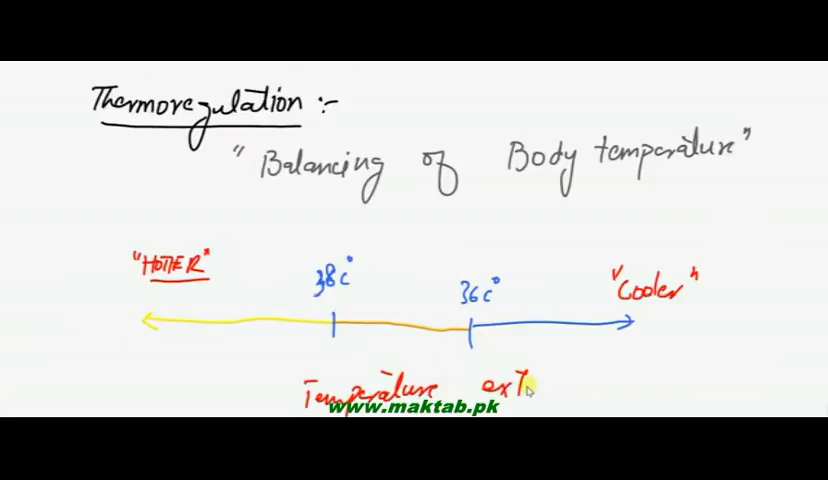 Thermoregulation :-
"Balancing of Body temperature"
"HOTTER" 38c° 36c° "Cooler"
Temperature ext
www.maktab.pk